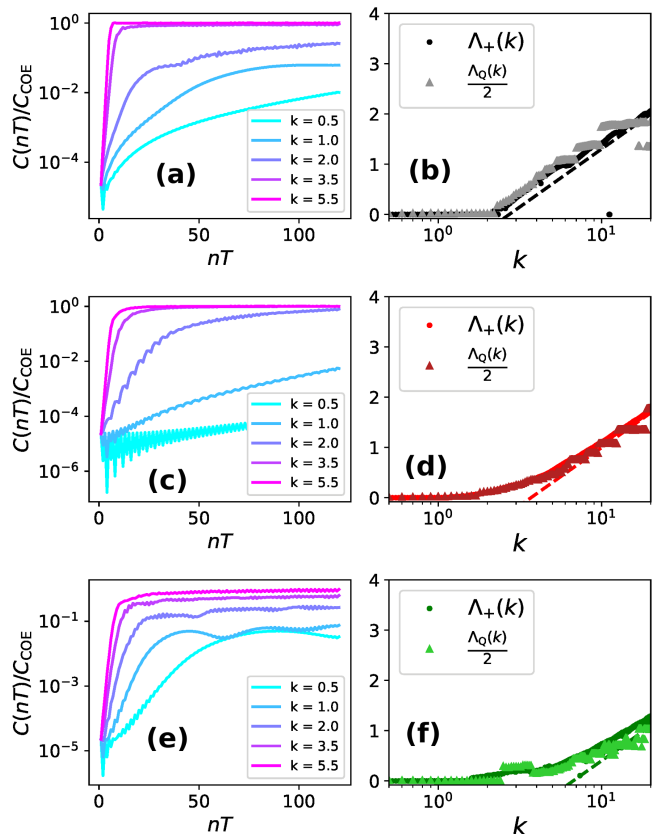 C(nT)/C_COE
10^0
10^-2
10^-4
(a)
k = 0.5
k = 1.0
k = 2.0
k = 3.5
k = 5.5
0
50
100
nT
4
3
2
1
0
Λ+(k)
Λ_Q(k)/2
(b)
10^0
10^1
k
C(nT)/C_COE
10^0
10^-2
10^-4
10^-6
(c)
k = 0.5
k = 1.0
k = 2.0
k = 3.5
k = 5.5
0
50
100
nT
4
3
2
1
0
Λ+(k)
Λ_Q(k)/2
(d)
10^0
10^1
k
C(nT)/C_COE
10^-1
10^-3
10^-5
(e)
k = 0.5
k = 1.0
k = 2.0
k = 3.5
k = 5.5
0
50
100
nT
4
3
2
1
0
Λ+(k)
Λ_Q(k)/2
(f)
10^0
10^1
k